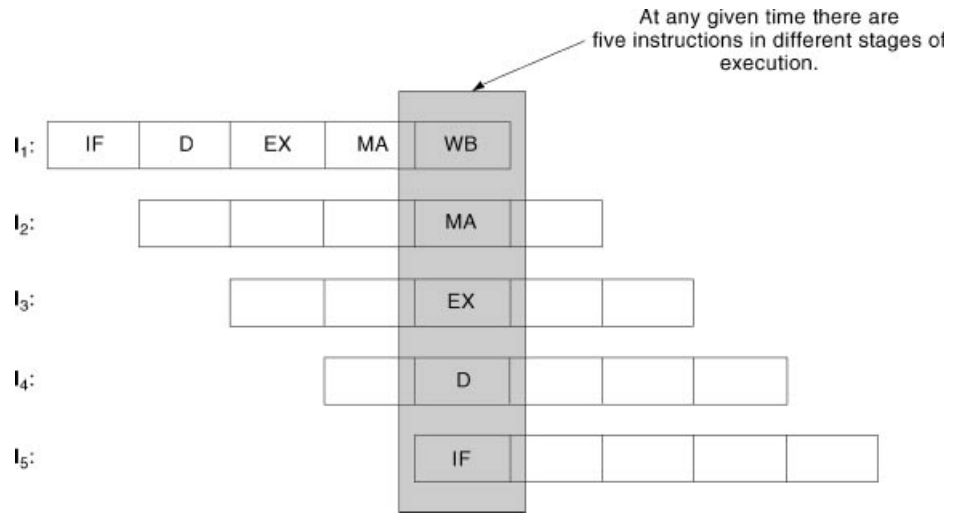 At any given time there are
five instructions in different stages of
execution.
I₁: IF D EX MA WB
I₂: MA
I₃: EX
I₄: D
I₅: IF